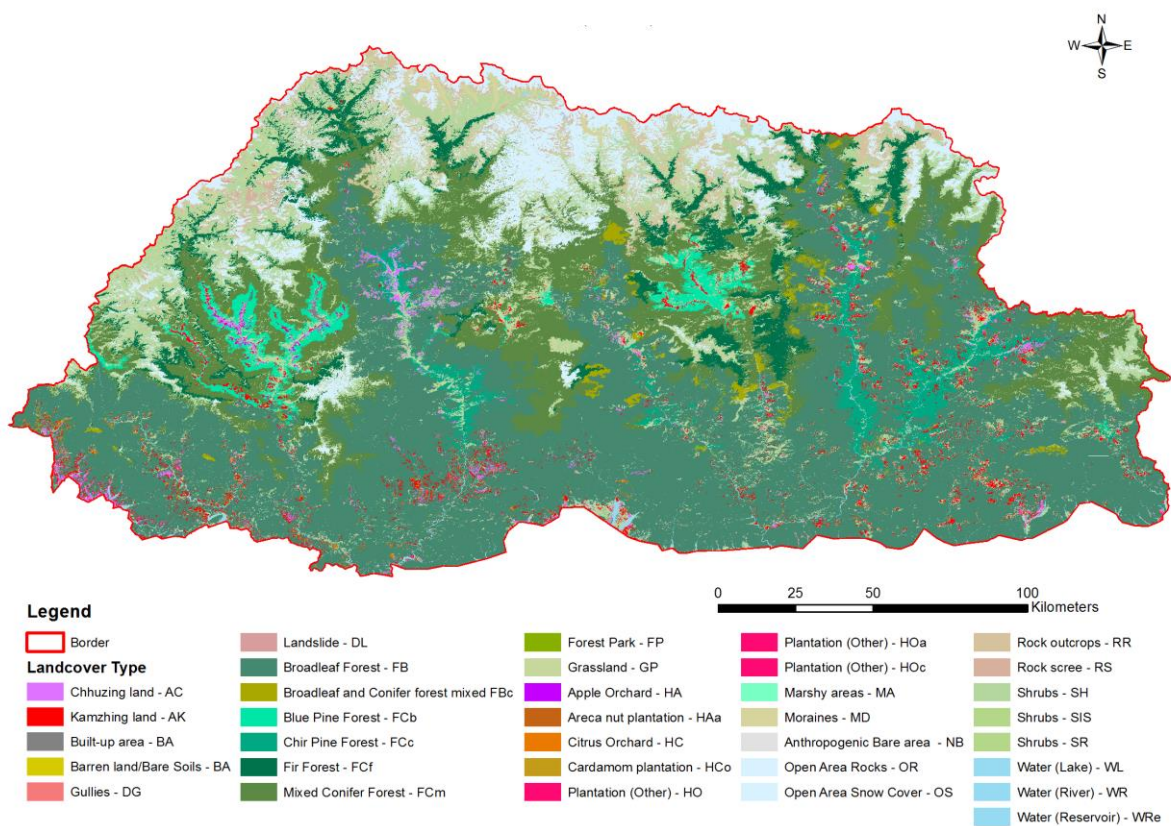 N
W E
S
0 25 50 100
Kilometers
Legend
Border
Landcover Type
Chhuzing land - AC
Kamzhing land - AK
Built-up area - BA
Barren land/Bare Soils - BA
Gullies - DG
Landslide - DL
Broadleaf Forest - FB
Broadleaf and Conifer forest mixed FBc
Blue Pine Forest - FCb
Chir Pine Forest - FCc
Fir Forest - FCf
Mixed Conifer Forest - FCm
Forest Park - FP
Grassland - GP
Apple Orchard - HA
Areca nut plantation - HAa
Citrus Orchard - HC
Cardamom plantation - HCo
Plantation (Other) - HO
Plantation (Other) - HOa
Plantation (Other) - HOc
Marshy areas - MA
Moraines - MD
Anthropogenic Bare area - NB
Open Area Rocks - OR
Open Area Snow Cover - OS
Rock outcrops - RR
Rock scree - RS
Shrubs - SH
Shrubs - SIS
Shrubs - SR
Water (Lake) - WL
Water (River) - WR
Water (Reservoir) - WRe